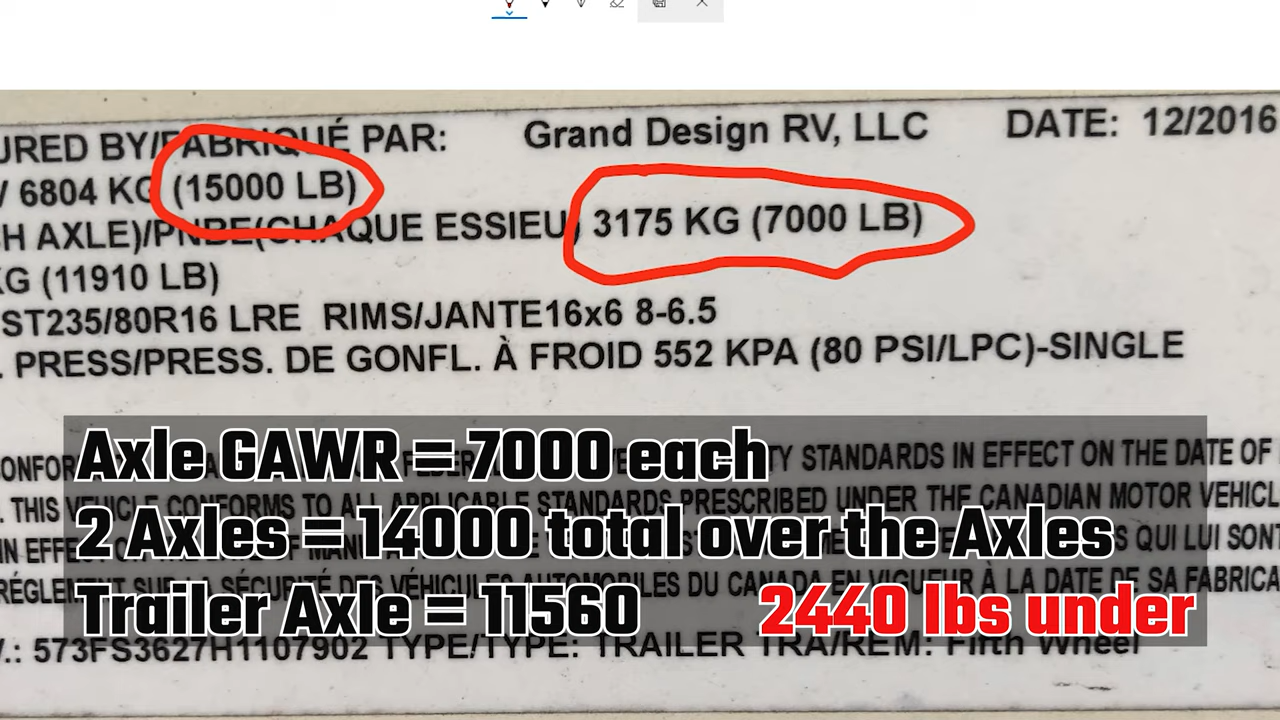 URED BY/FABRIQUÉ PAR: Grand Design RV, LLC DATE: 12/2016
6804 KG (15000 LB)
H AXLE)/PNBE(CHAQUE ESSIEU) 3175 KG (7000 LB)
KG (11910 LB)
ST235/80R16 LRE RIMS/JANTE16x6 8-6.5
. PRESS/PRESS. DE GONFL. À FROID 552 KPA (80 PSI/LPC)-SINGLE
Axle GAWR = 7000 each
TY STANDARDS IN EFFECT ON THE DATE OF
. THIS VEHICLE CONFORMS TO ALL APPLICABLE STANDARDS PRESCRIBED UNDER THE CANADIAN MOTOR VEHICL
2 Axles = 14000 total over the Axles
S QUI LUI SONT
RÉGLEMENT SUR LA SÉCURITÉ DES VÉHICULES AUTOMOBILES DU CANADA EN VIGUEUR À LA DATE DE SA FABRICA
Trailer Axle = 11560 2440 lbs under
.: 573FS3627H1107902 TYPE/TYPE: TRAILER TRA/REM: Fifth Wheel